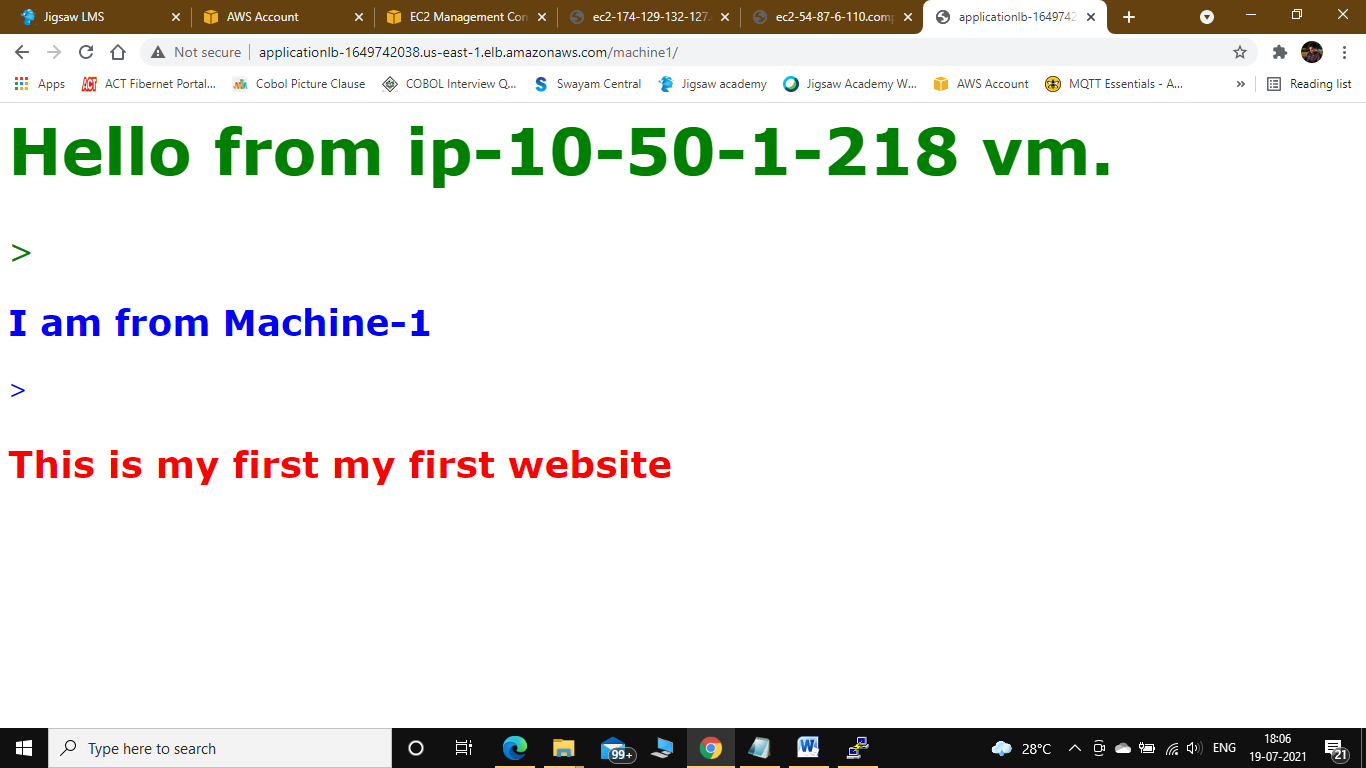 Jigsaw LMS
AWS Account
EC2 Management Con
ec2-174-129-132-127.
ec2-54-87-6-110.comp
applicationlb-1649742
Not secure
applicationlb-1649742038.us-east-1.elb.amazonaws.com/machine1/
Apps
ACT Fibernet Portal...
Cobol Picture Clause
COBOL Interview Q...
Swayam Central
Jigsaw academy
Jigsaw Academy W...
AWS Account
MQTT Essentials - A...
»
Reading list
Hello from ip-10-50-1-218 vm.
>
I am from Machine-1
>
This is my first my first website
Type here to search
99+
28°C
ENG
18:06
19-07-2021
21